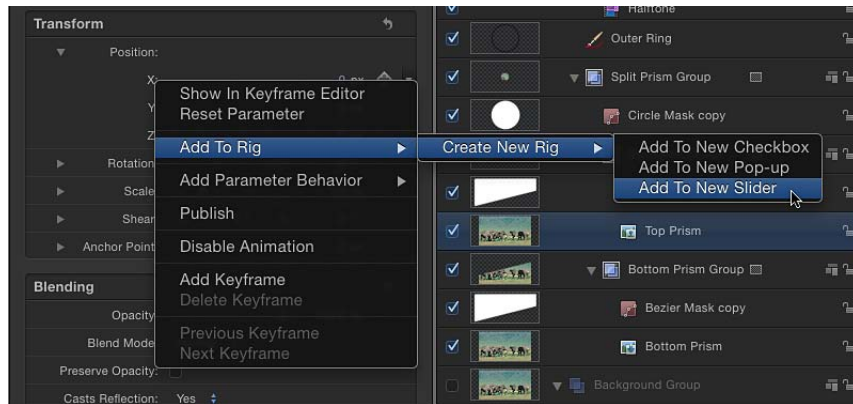 Transform
Position:
X:
0 px
Y
Z
Rotation
Scale
Shear
Anchor Point
Blending
Opacity
Blend Mode
Preserve Opacity:
Casts Reflection: Yes
Show In Keyframe Editor
Reset Parameter
Add To Rig
Add Parameter Behavior
Publish
Disable Animation
Add Keyframe
Delete Keyframe
Previous Keyframe
Next Keyframe
Create New Rig
Add To New Checkbox
Add To New Pop-up
Add To New Slider
Halftone
Outer Ring
Split Prism Group
Circle Mask copy
Top Prism
Bottom Prism Group
Bezier Mask copy
Bottom Prism
Background Group